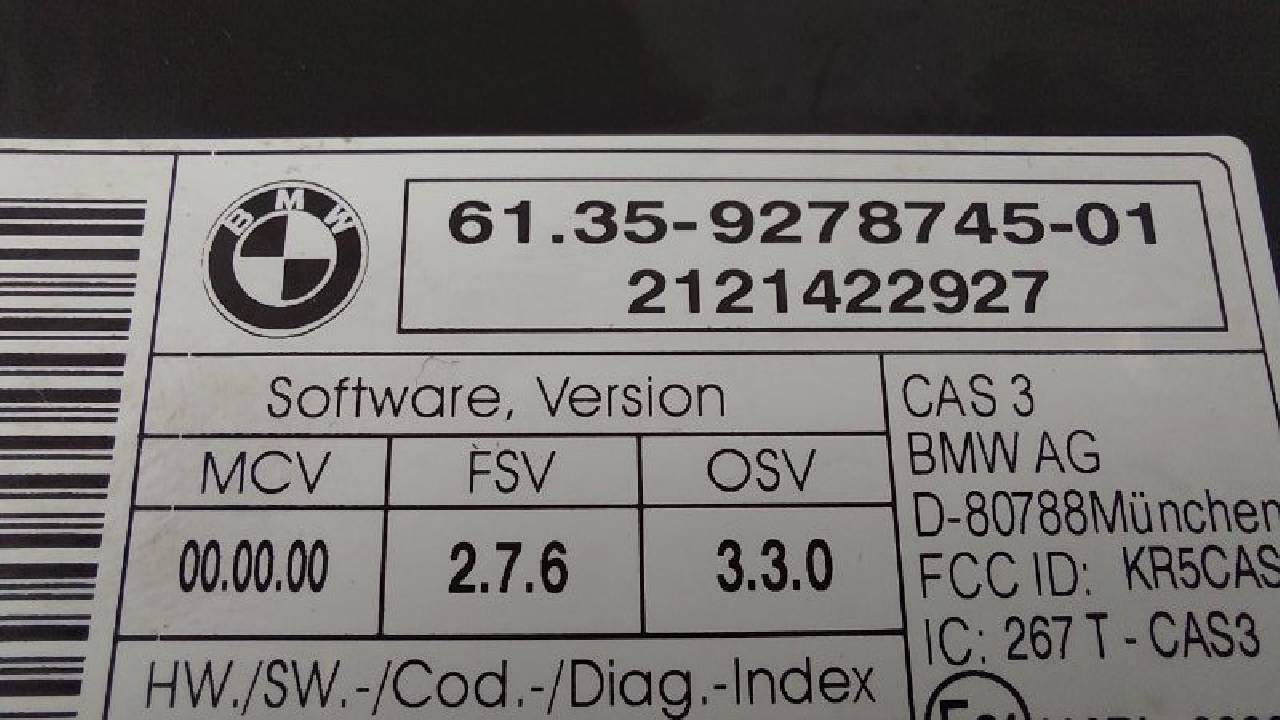 BMW
61.35-9278745-01
2121422927
Software, Version
MCV FSV OSV
00.00.00 2.7.6 3.3.0
HW./SW.-/Cod.-/Diag.-Index
CAS 3
BMW AG
D-80788München
FCC ID: KR5CAS
IC: 267 T - CAS3